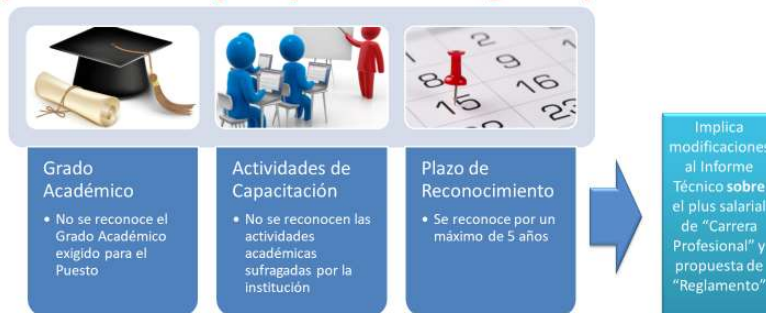 8
9
2
15
16
Grado
Académico
• No se reconoce el
Grado Académico
exigido para el
Puesto
Actividades de
Capacitación
• No se reconocen las
actividades
académicas
sufragadas por la
institución
Plazo de
Reconocimiento
• Se reconoce por un
máximo de 5 años
Implica
modificaciones
al Informe
Técnico sobre
el plus salarial
de “Carrera
Profesional” y
propuesta de
“Reglamento”